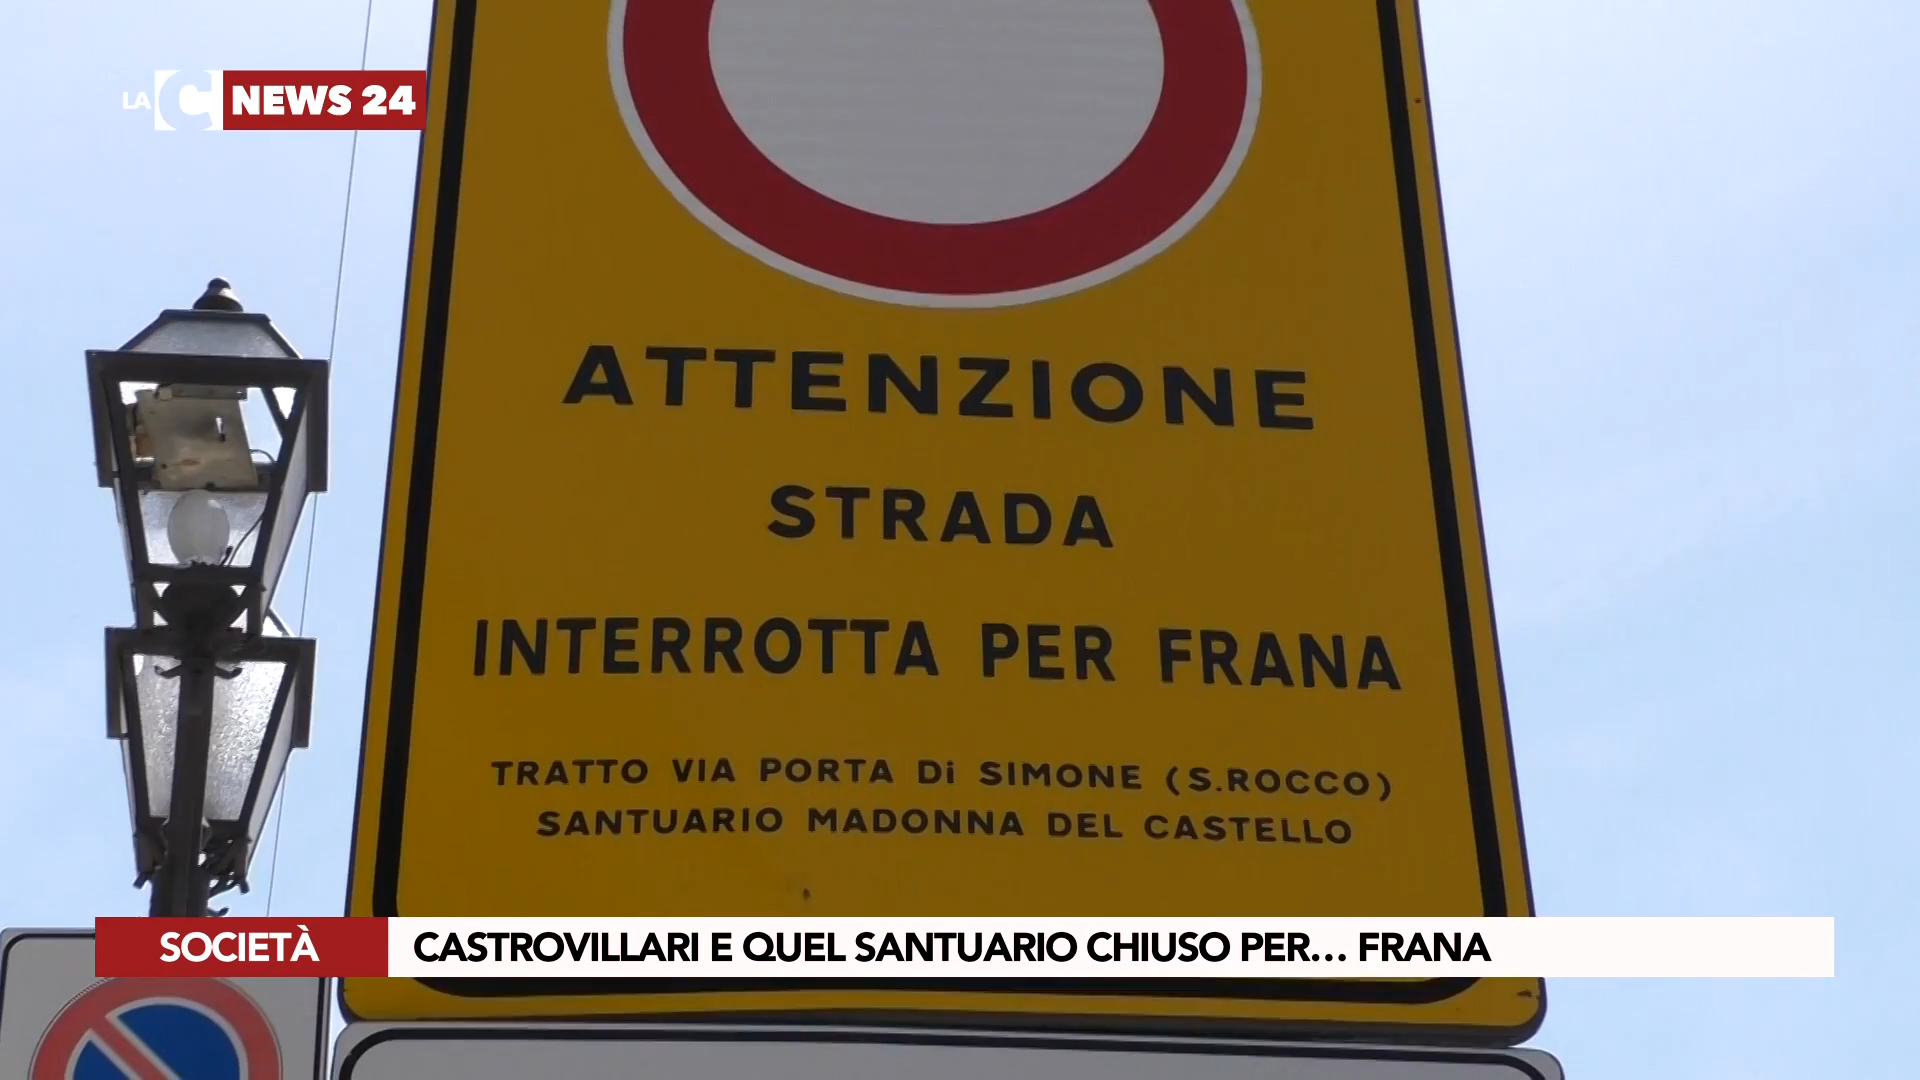 LA C NEWS 24
ATTENZIONE
STRADA
INTERROTTA PER FRANA
TRATTO VIA PORTA Di SIMONE (S.ROCCO)
SANTUARIO MADONNA DEL CASTELLO
SOCIETÀ CASTROVILLARI E QUEL SANTUARIO CHIUSO PER... FRANA